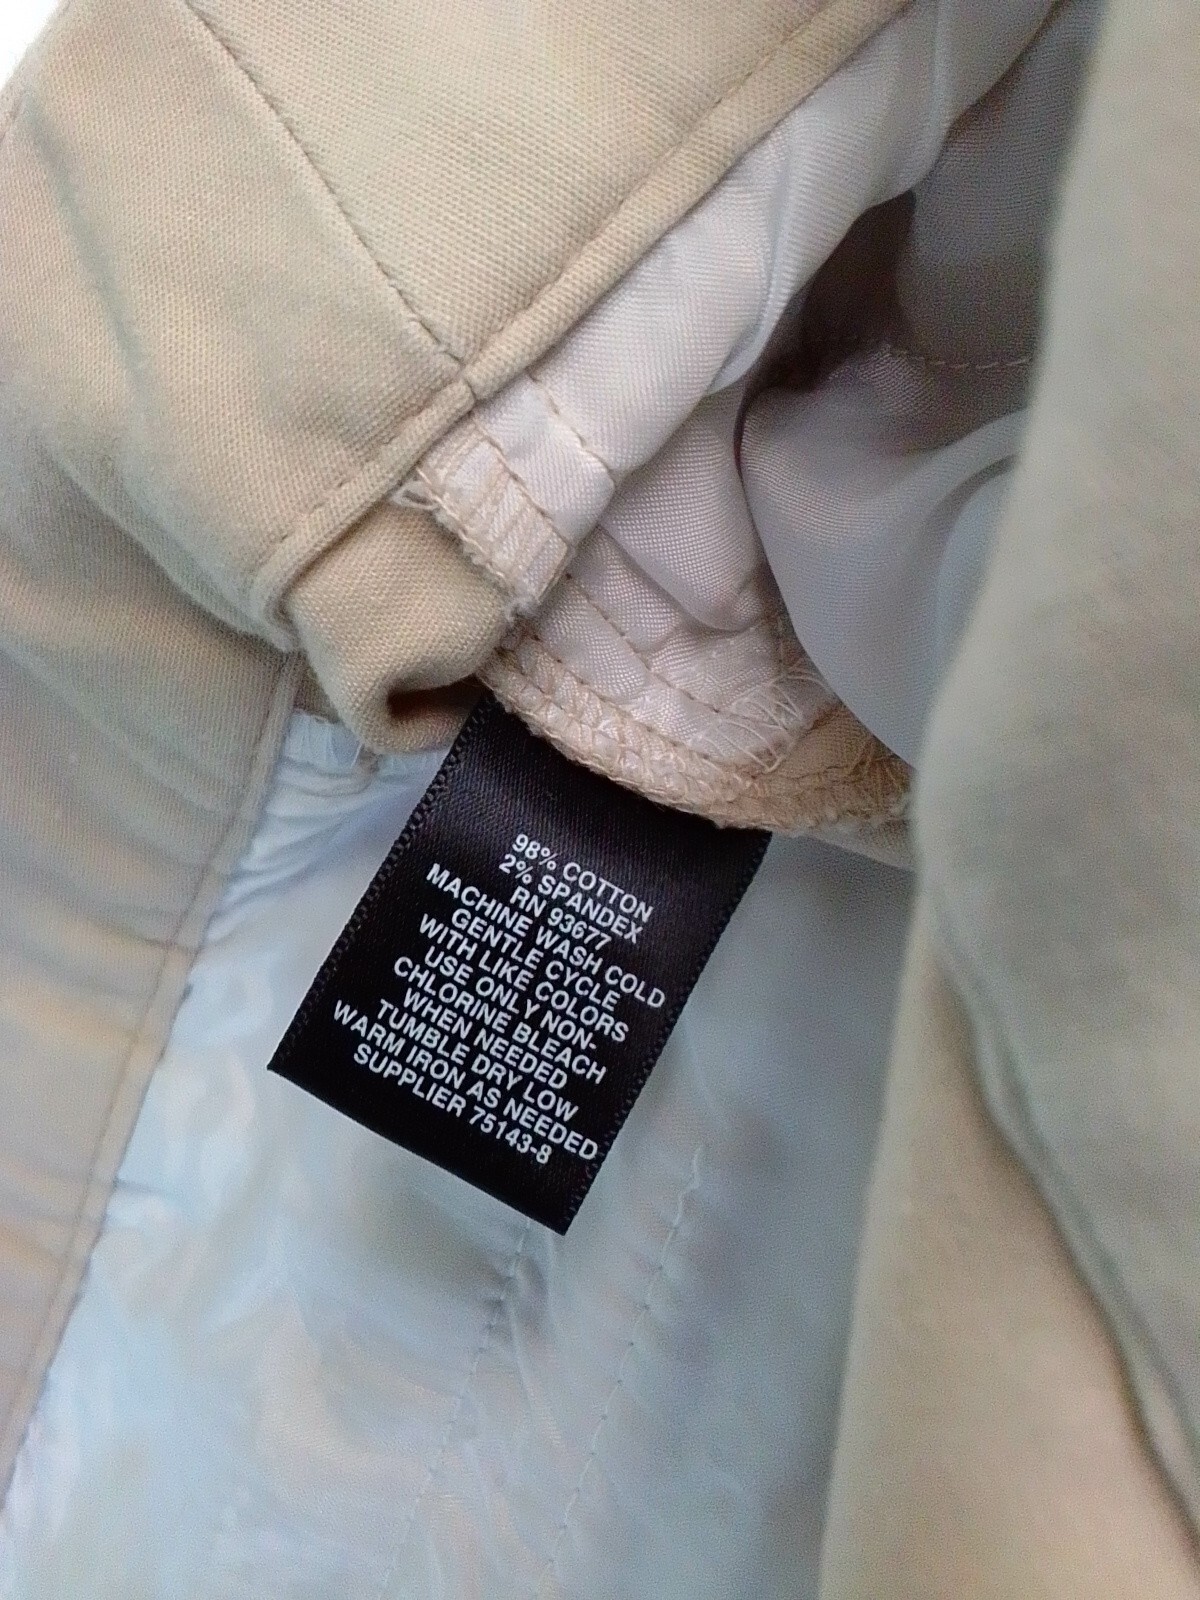 98% COTTON
2% SPANDEX
RN 93677
MACHINE WASH COLD
GENTLE CYCLE
WITH LIKE COLORS
USE ONLY NON-
CHLORINE BLEACH
WHEN NEEDED
TUMBLE DRY LOW
WARM IRON AS NEEDED
SUPPLIER 75143-8